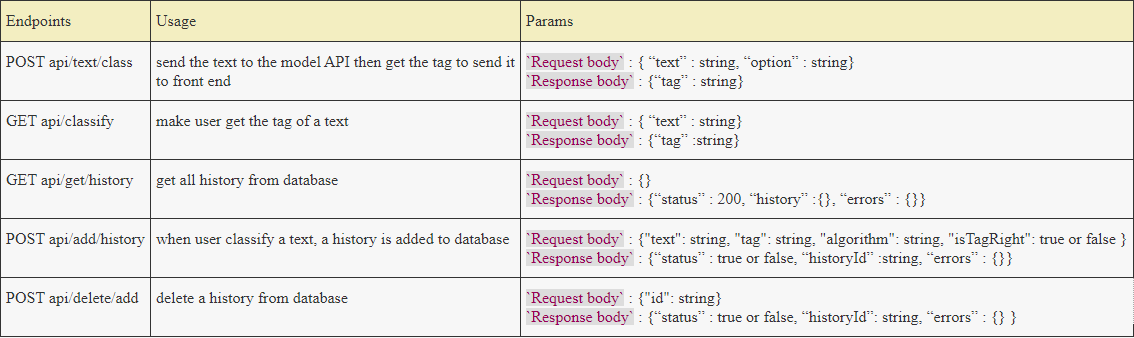 Endpoints Usage Params
POST api/text/class send the text to the model API then get the tag to send it to front end `Request body` : { “text” : string, “option” : string}
`Response body` : {“tag” : string}
GET api/classify make user get the tag of a text `Request body` : { “text” : string}
`Response body` : {“tag” :string}
GET api/get/history get all history from database `Request body` : {}
`Response body` : {“status” : 200, “history” :{}, “errors” : {}}
POST api/add/history when user classify a text, a history is added to database `Request body` : {"text": string, "tag": string, "algorithm": string, "isTagRight": true or false }
`Response body` : {“status” : true or false, “historyId” :string, “errors” : {}}
POST api/delete/add delete a history from database `Request body` : {"id": string}
`Response body` : {“status” : true or false, “historyId”: string, “errors” : {} }